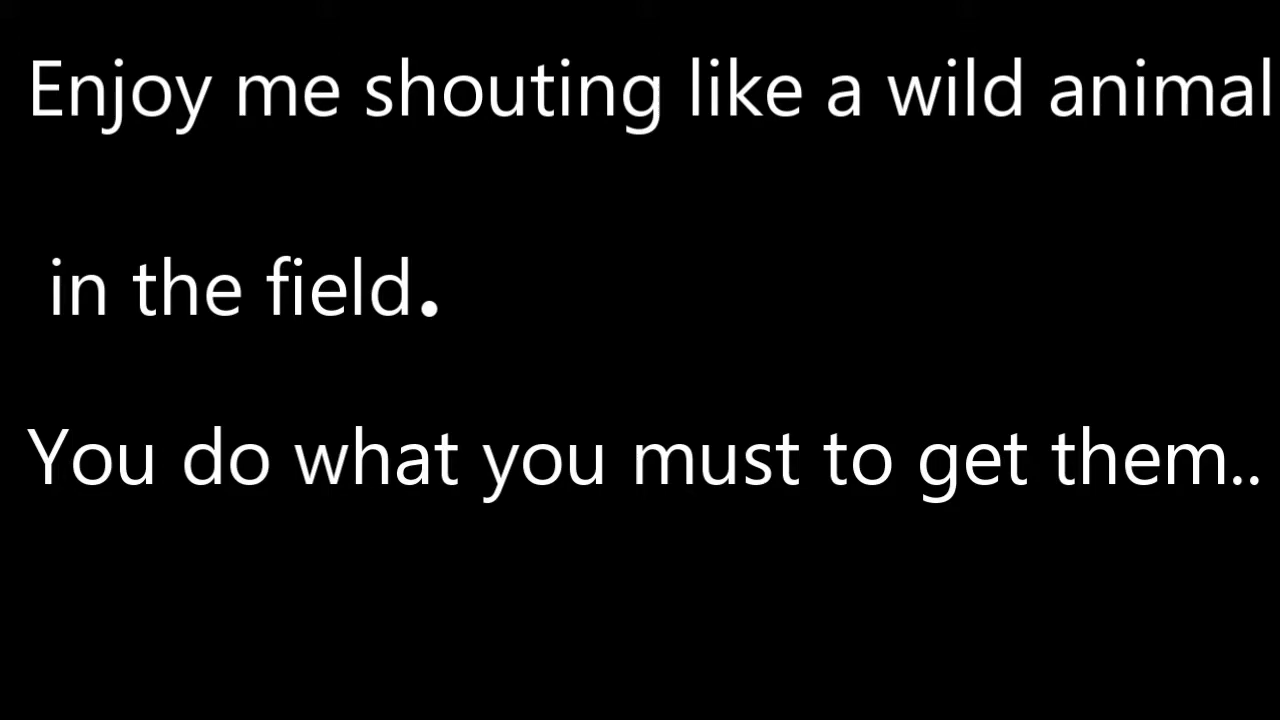 Enjoy me shouting like a wild animal
in the field.
You do what you must to get them..